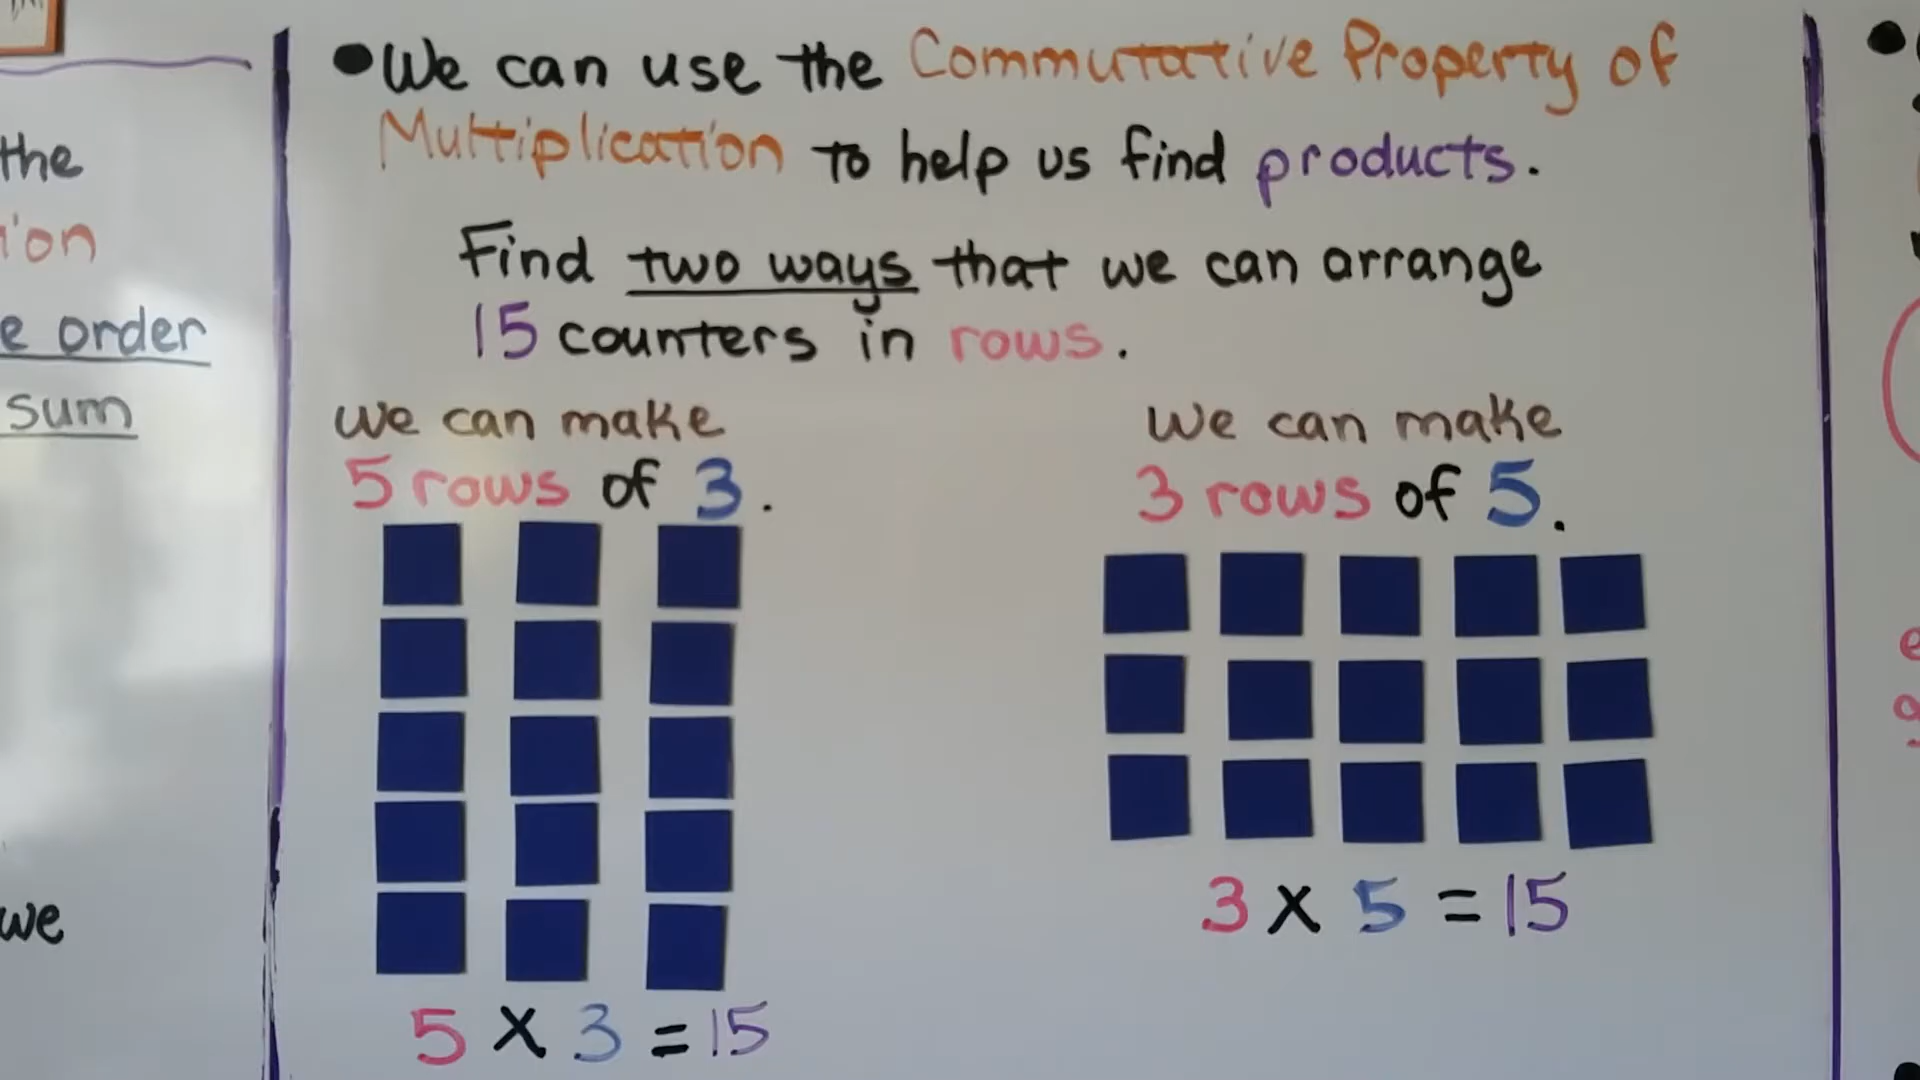 the
ion
e order
sum
we
• We can use the Commutative Property of
Multiplication to help us find products.
Find two ways that we can arrange
15 counters in rows.
we can make
5 rows of 3.
5 x 3 = 15
we can make
3 rows of 5.
3 x 5 = 15